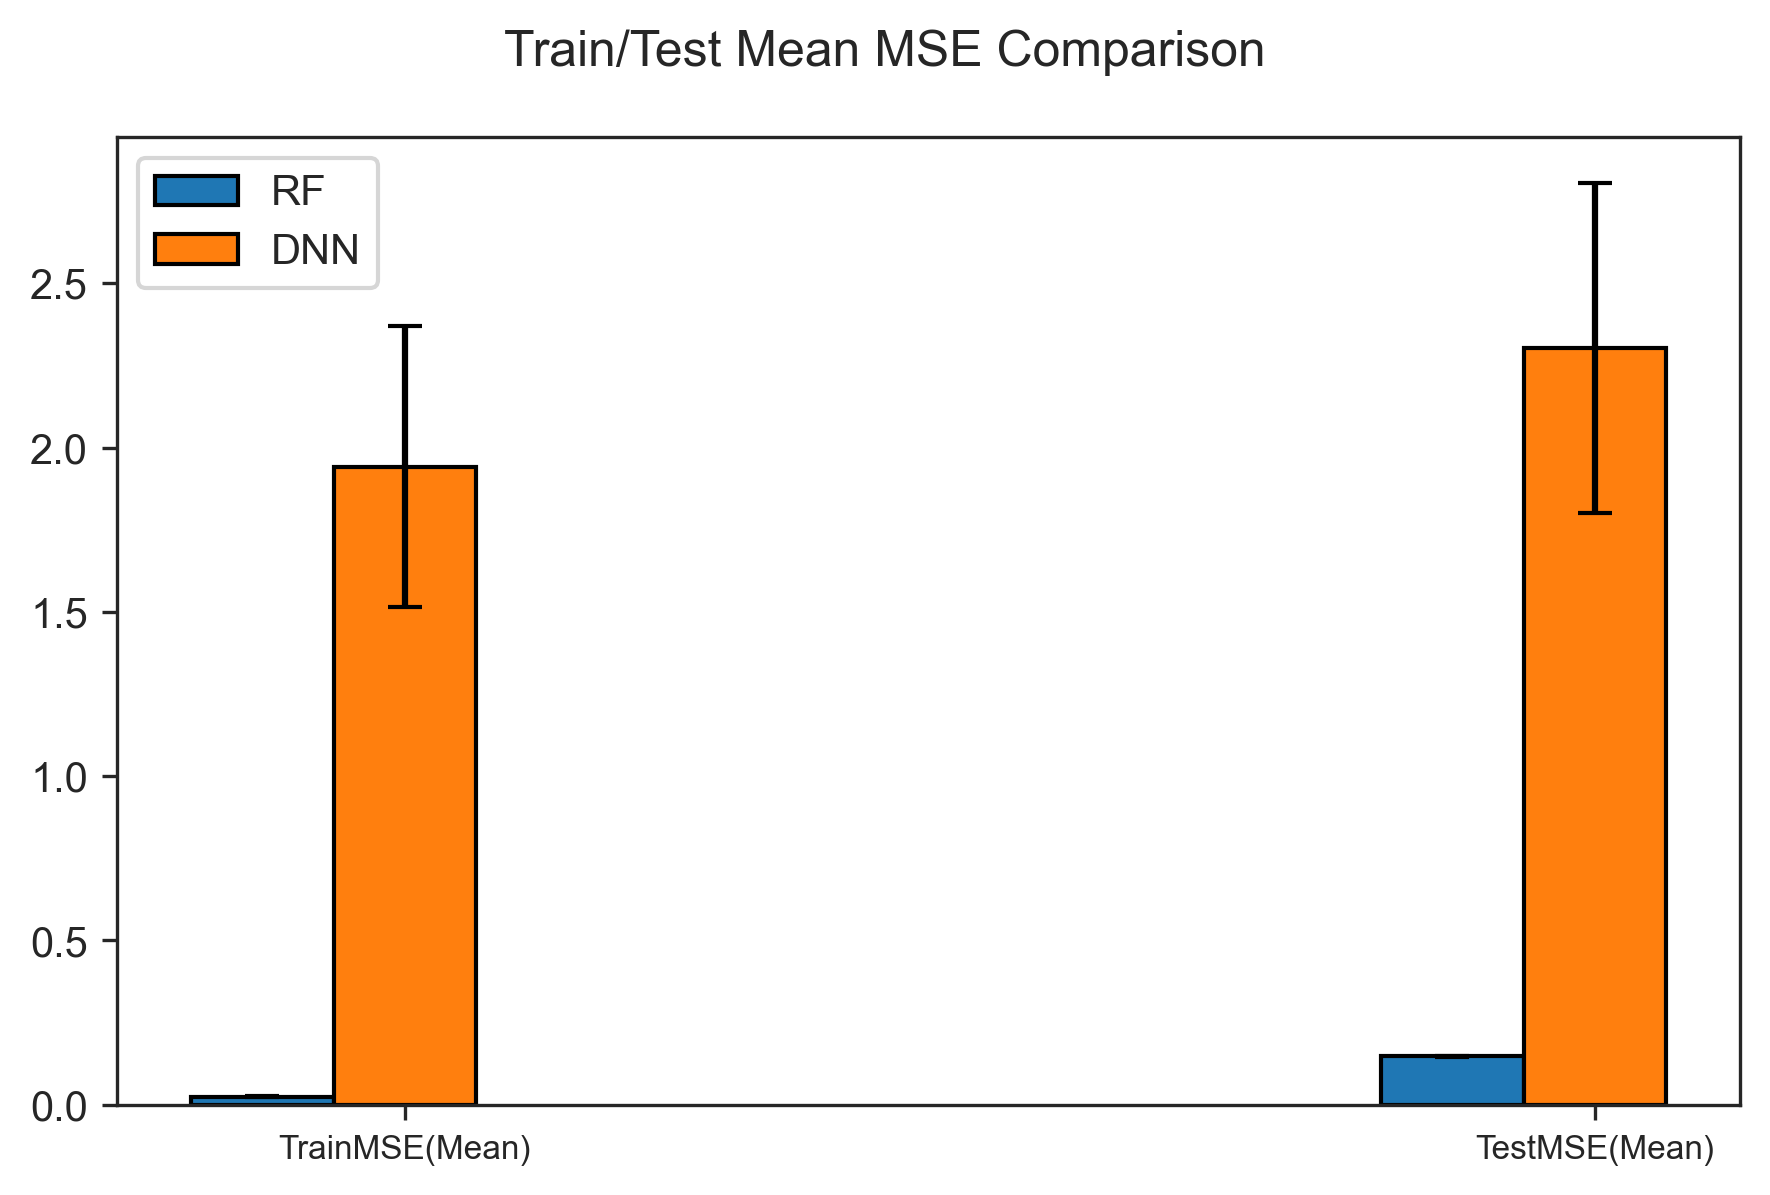 Train/Test Mean MSE Comparison
RF
DNN
2.5
2.0
1.5
1.0
0.5
0.0
TrainMSE(Mean)
TestMSE(Mean)